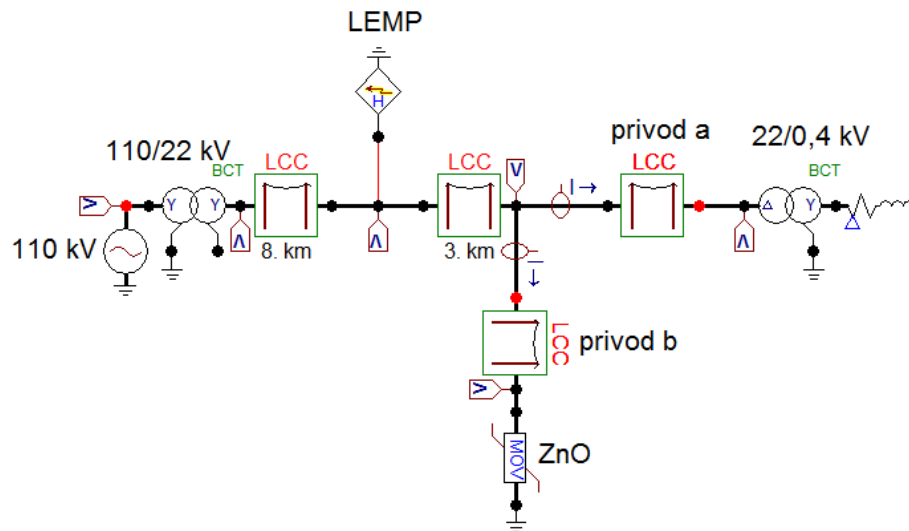 LEMP
H
110/22 kV
BCT
LCC
LCC
privod a
LCC
22/0,4 kV
BCT
V
V
I →
Y
Y
Δ
Y
110 kV
V
8. km
V
3. km
I
V
LCC
privod b
V
MOV
ZnO